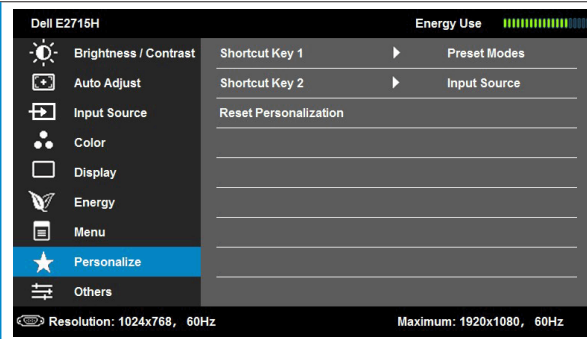 Dell E2715H Energy Use
Brightness / Contrast Shortcut Key 1 Preset Modes
Auto Adjust Shortcut Key 2 Input Source
Input Source Reset Personalization
Color
Display
Energy
Menu
Personalize
Others
Resolution: 1024x768, 60Hz Maximum: 1920x1080, 60Hz